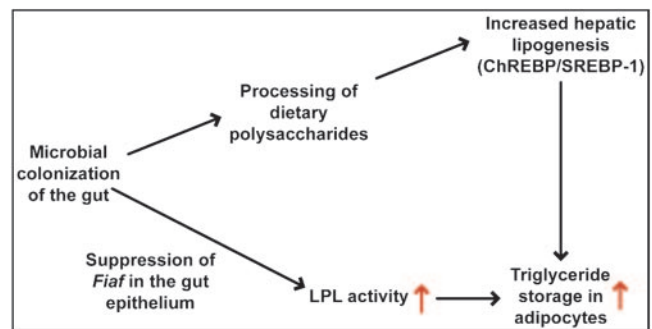 Increased hepatic
lipogenesis
(ChREBP/SREBP-1)
Processing of
dietary
polysaccharides
Microbial
colonization
of the gut
Suppression of
Fiaf in the gut
epithelium
LPL activity
Triglyceride
storage in
adipocytes